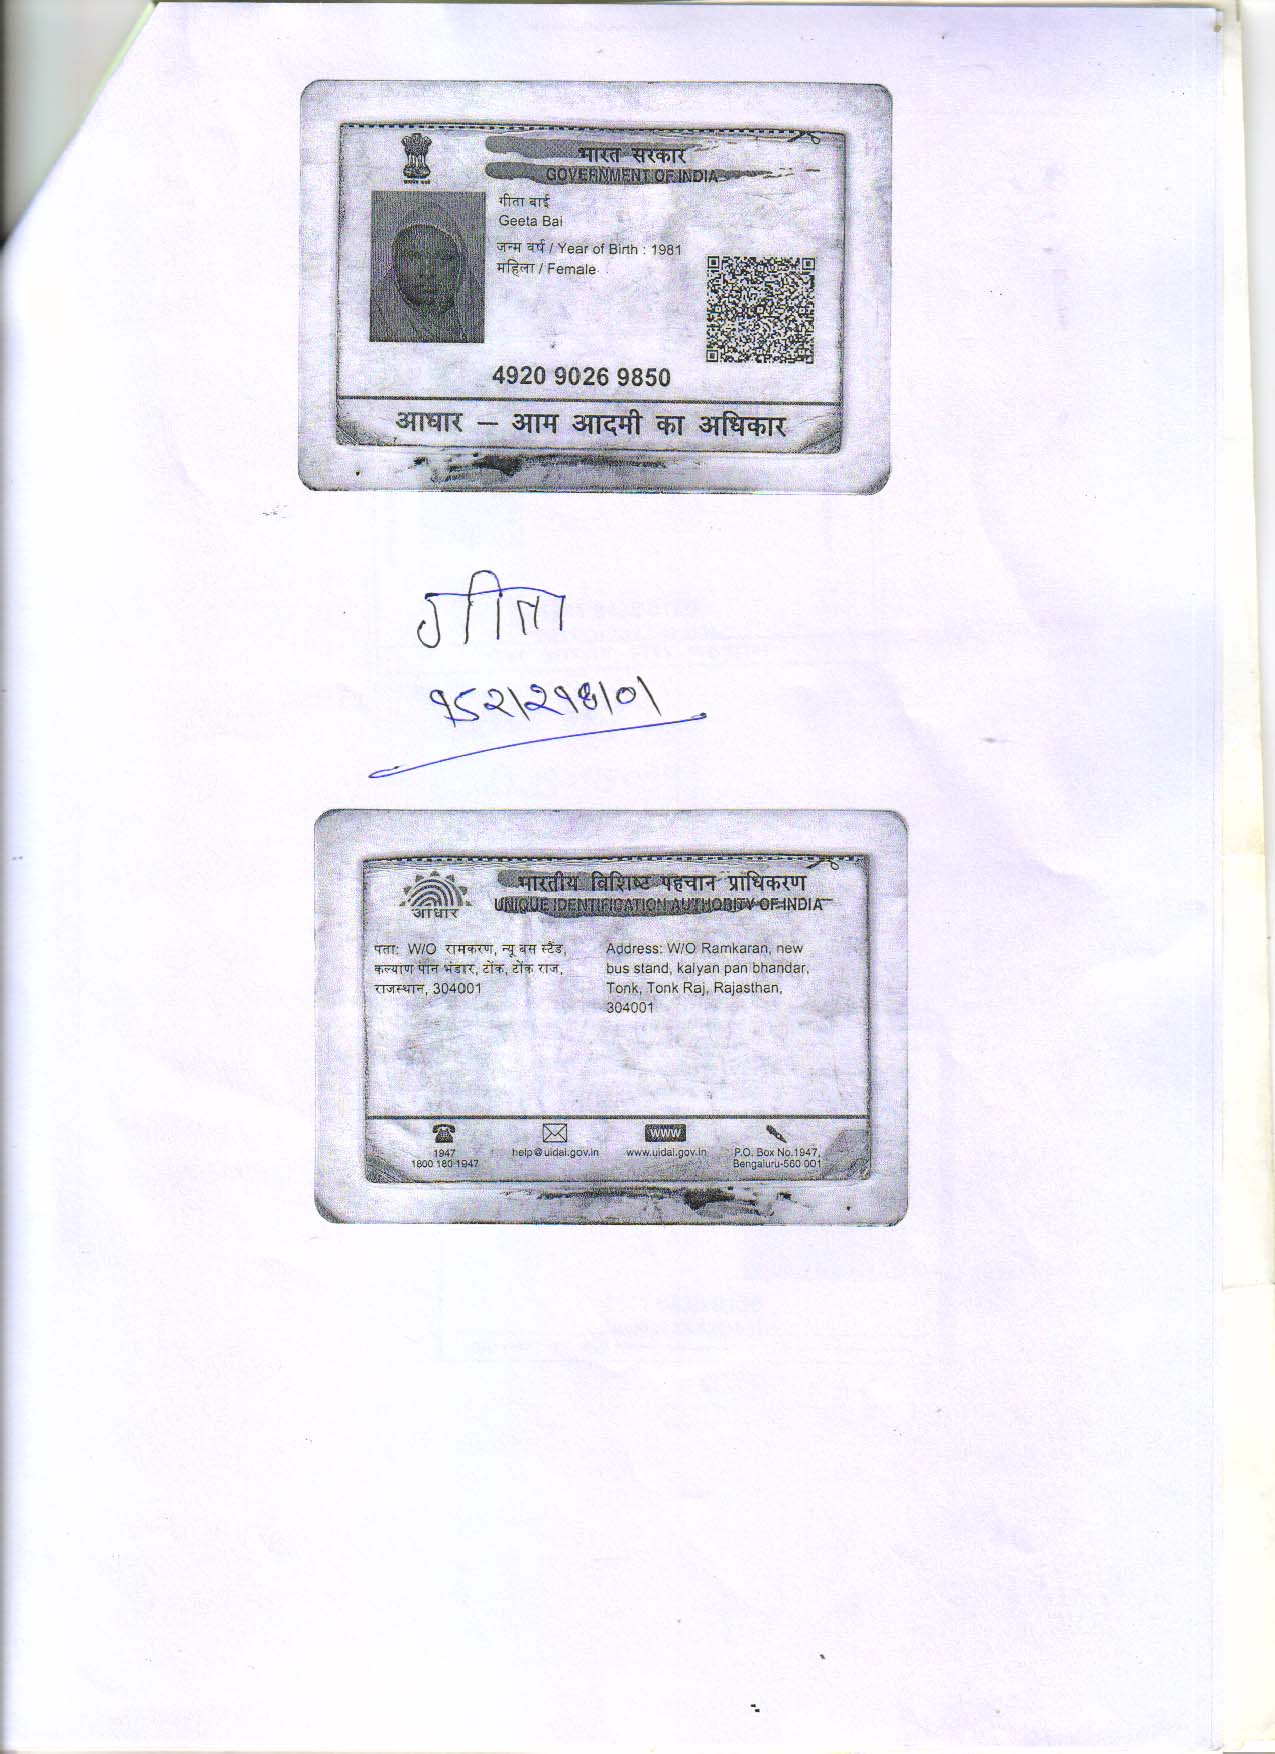 भारत सरकार
GOVERNMENT OF INDIA
गीता बाई
Geeta Bai
जन्म वर्ष / Year of Birth : 1981
महिला / Female
4920 9026 9850
आधार – आम आदमी का अधिकार
गीता
भारतीय विशिष्ट पहचान प्राधिकरण
UNIQUE IDENTIFICATION AUTHORITY OF INDIA
आधार
पता: W/O रामकरण, न्यू बस स्टैंड,
कल्याण पान भंडार, टोंक, टोंक राज,
राजस्थान, 304001
Address: W/O Ramkaran, new
bus stand, kalyan pan bhandar,
Tonk, Tonk Raj, Rajasthan,
304001
1947
1800 180 1947
help@uidai.gov.in
www
www.uidai.gov.in
P.O. Box No.1947,
Bengaluru-560 001